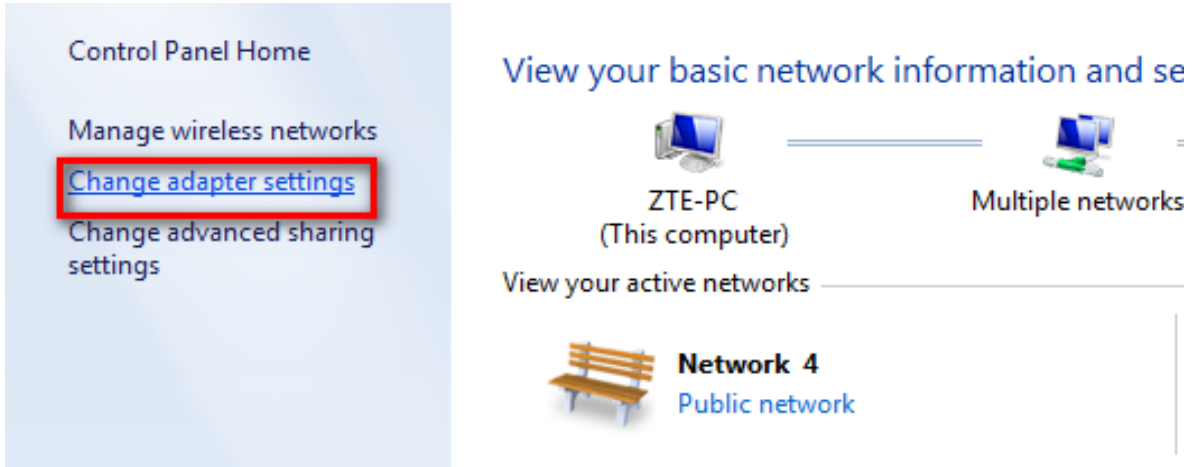 Control Panel Home
Manage wireless networks
Change adapter settings
Change advanced sharing
settings
View your basic network information and se
ZTE-PC
(This computer)
Multiple networks
View your active networks
Network 4
Public network